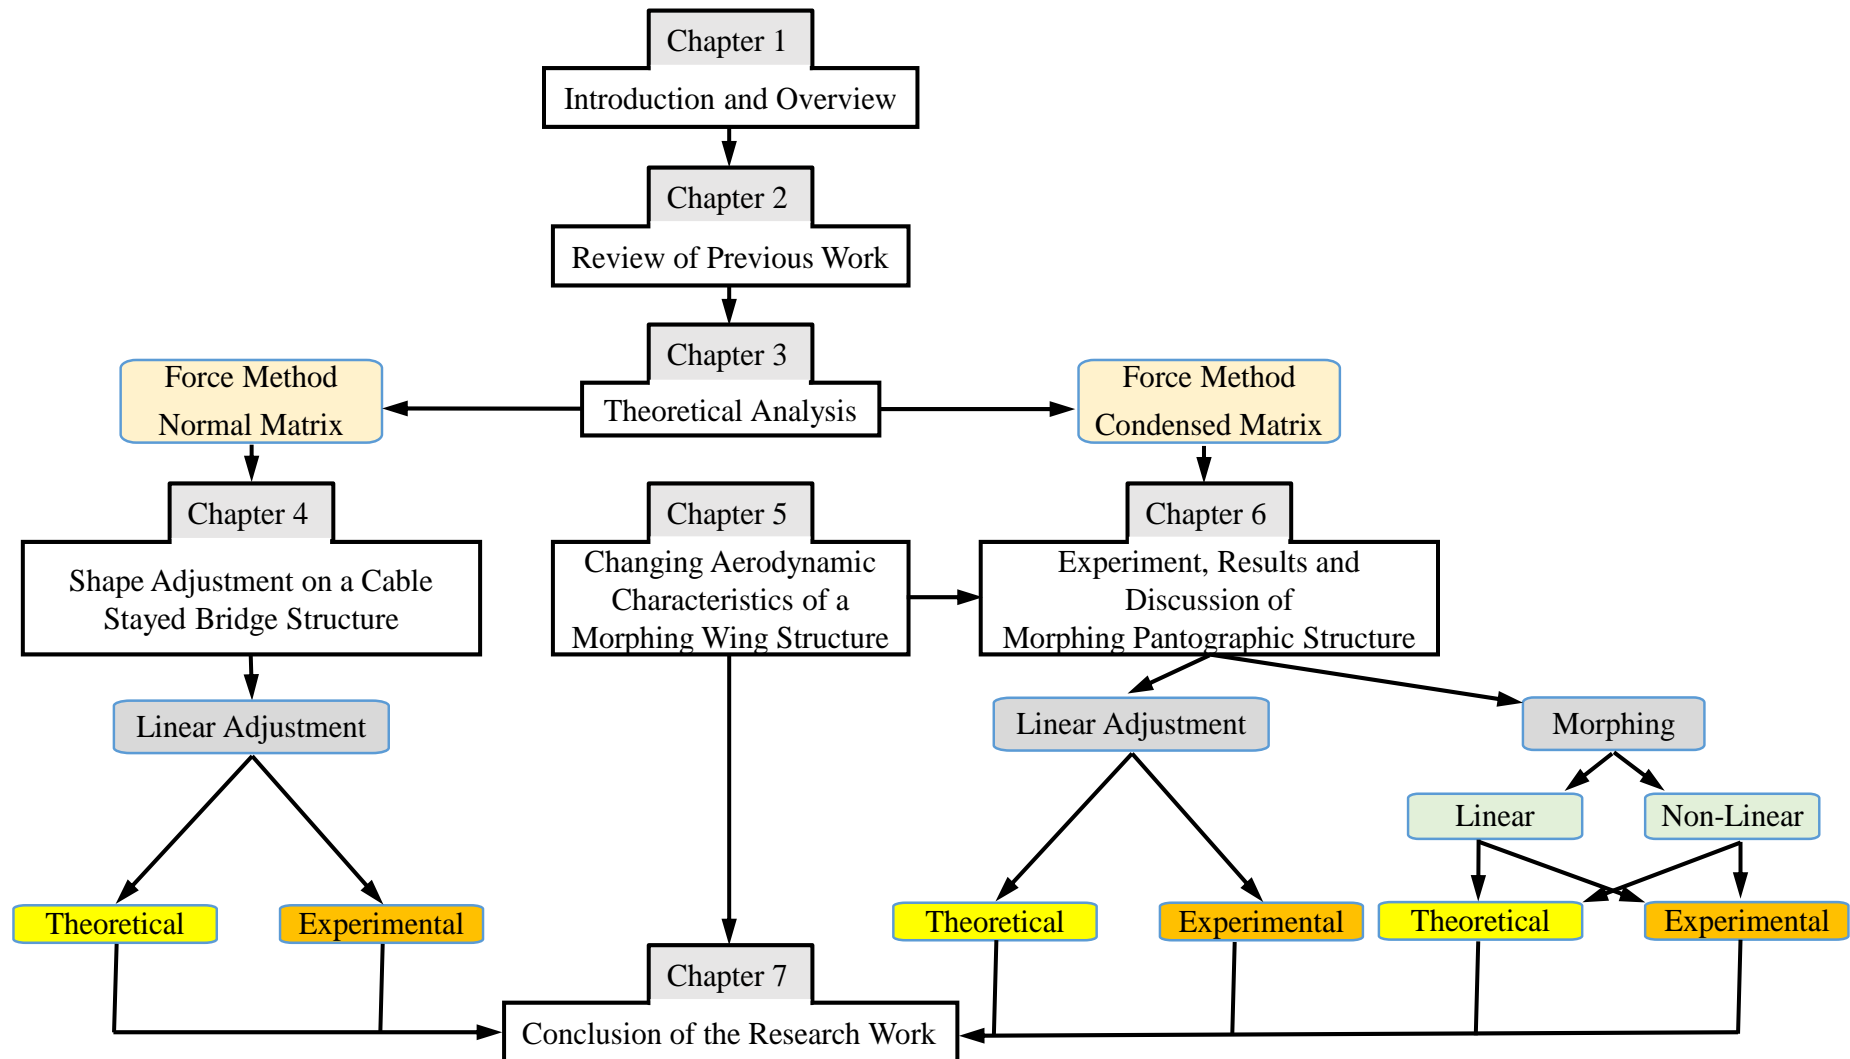 Chapter 1
Introduction and Overview
Chapter 2
Review of Previous Work
Chapter 3
Theoretical Analysis
Force Method
Normal Matrix
Force Method
Condensed Matrix
Chapter 4
Shape Adjustment on a Cable
Stayed Bridge Structure
Chapter 5
Changing Aerodynamic
Characteristics of a
Morphing Wing Structure
Chapter 6
Experiment, Results and
Discussion of
Morphing Pantographic Structure
Linear Adjustment
Linear Adjustment
Morphing
Linear
Non-Linear
Theoretical
Experimental
Theoretical
Experimental
Theoretical
Experimental
Chapter 7
Conclusion of the Research Work